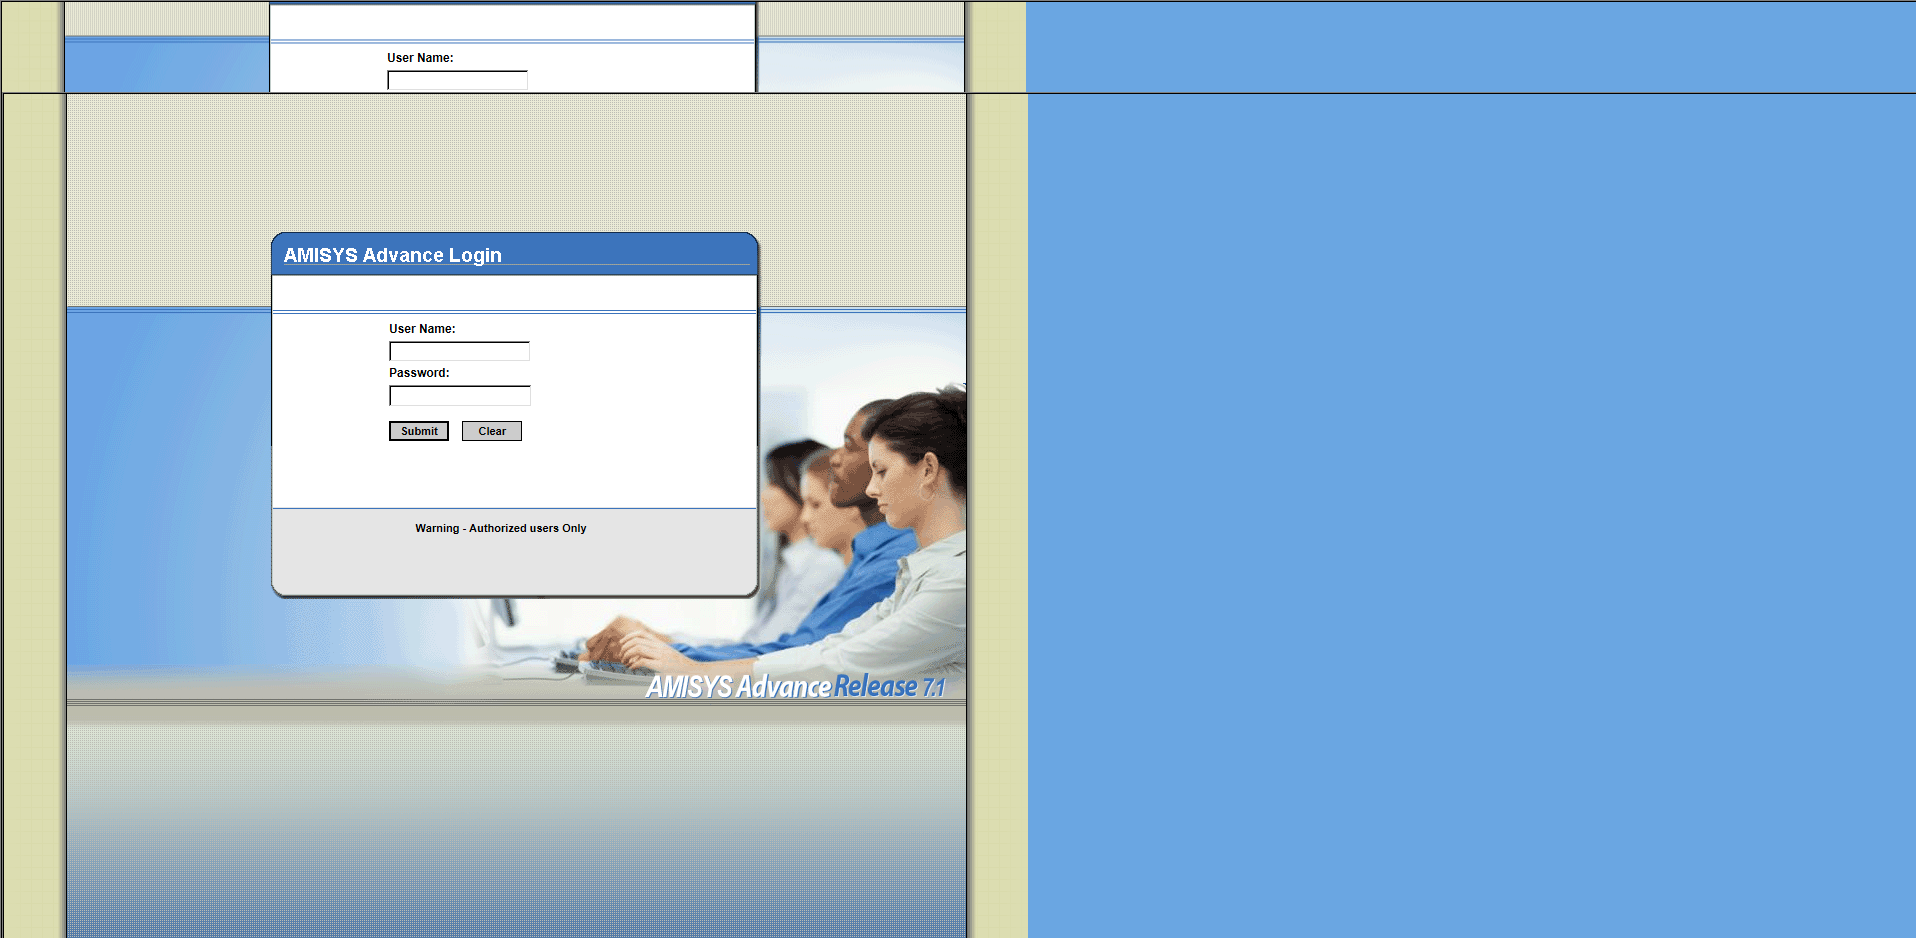 User Name:
AMISYS Advance Login
User Name:
Password:
Submit Clear
Warning - Authorized users Only
AMISYS Advance Release 7.1